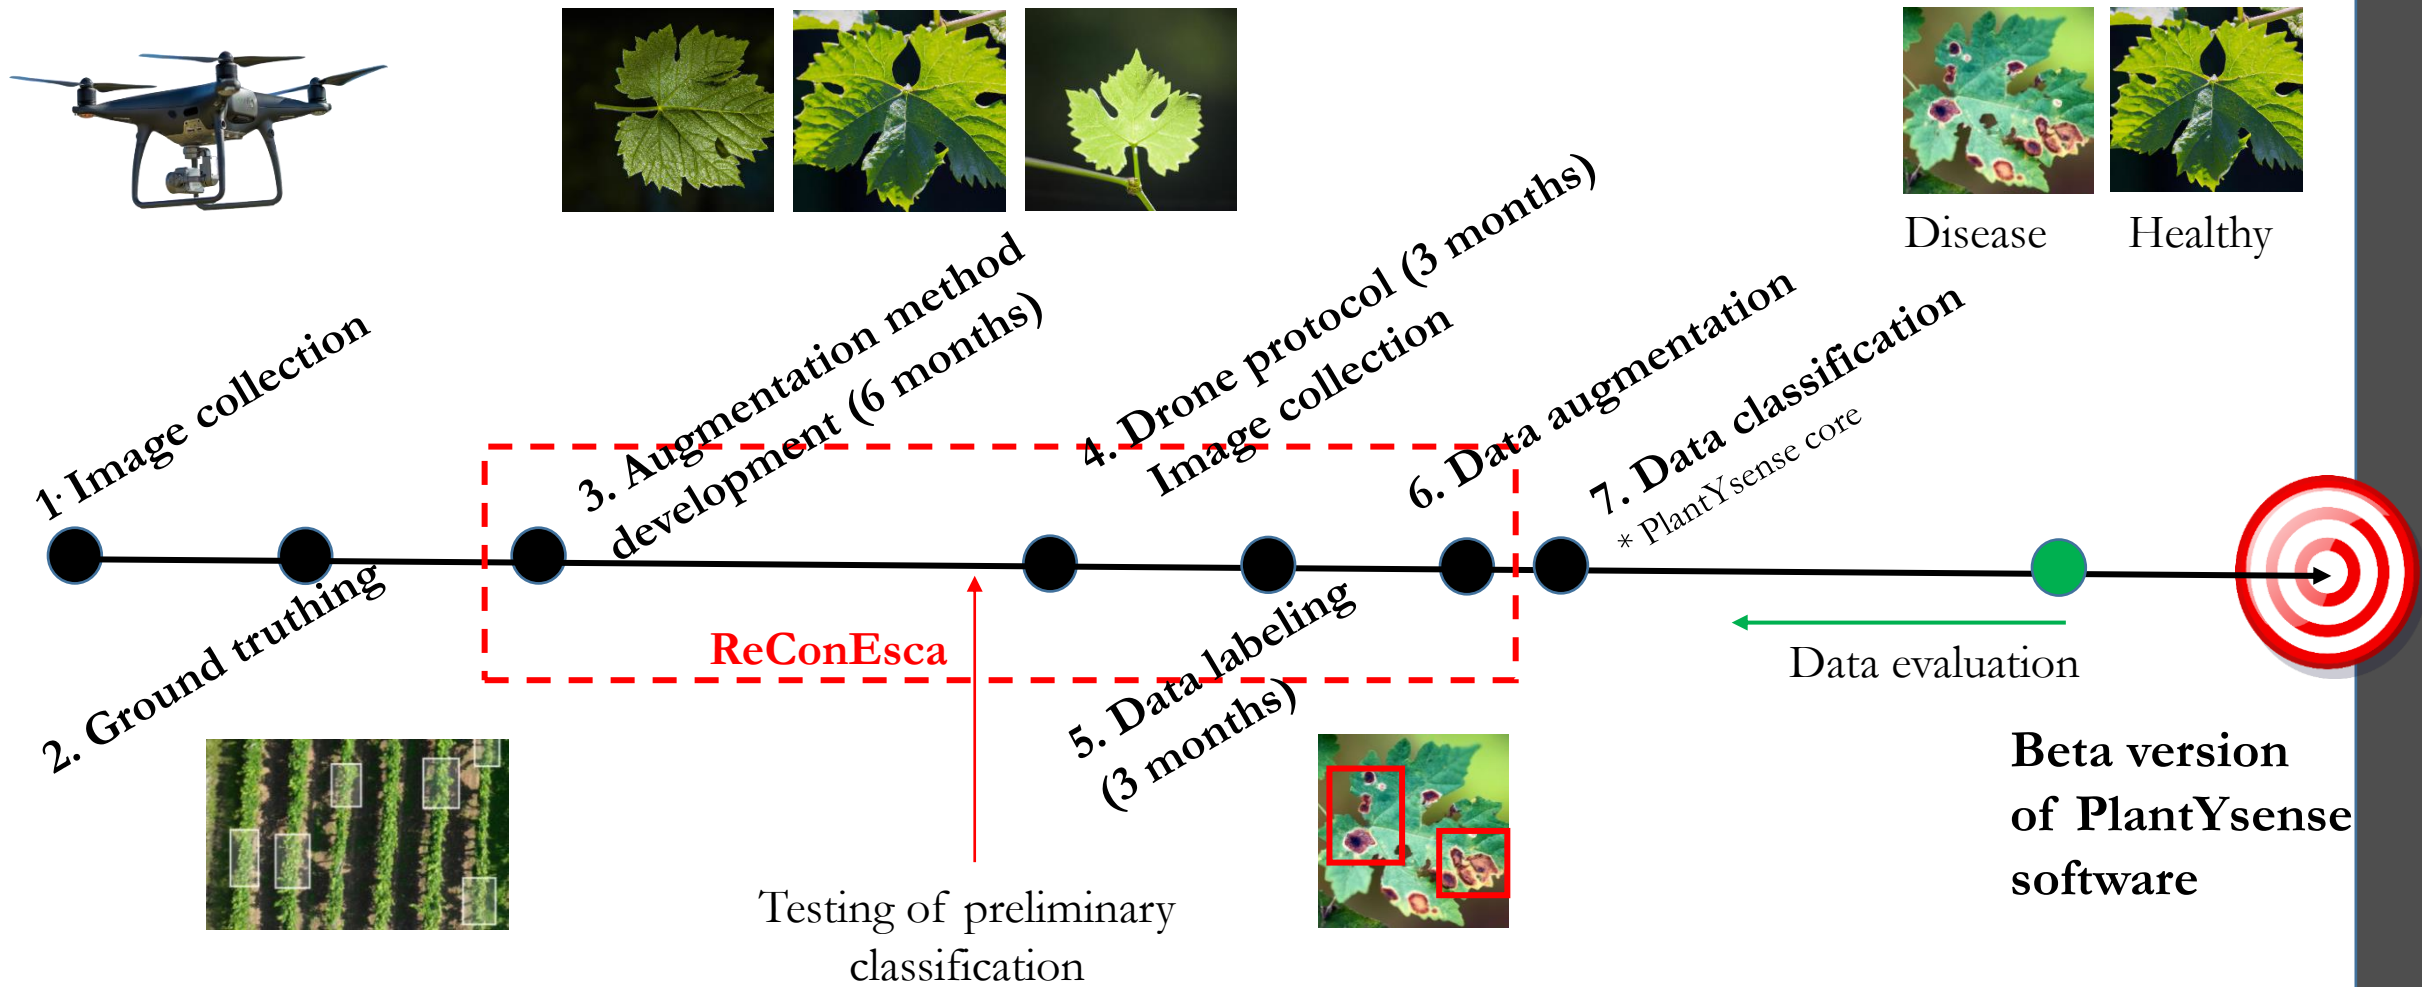 Disease
Healthy
1. Image collection
2. Ground truthing
3. Augmentation method
development (6 months)
4. Drone protocol (3 months)
Image collection
5. Data labeling
(3 months)
6. Data augmentation
7. Data classification
* PlantYsense core
ReConEsca
Testing of preliminary
classification
Data evaluation
Beta version
of PlantYsense
software